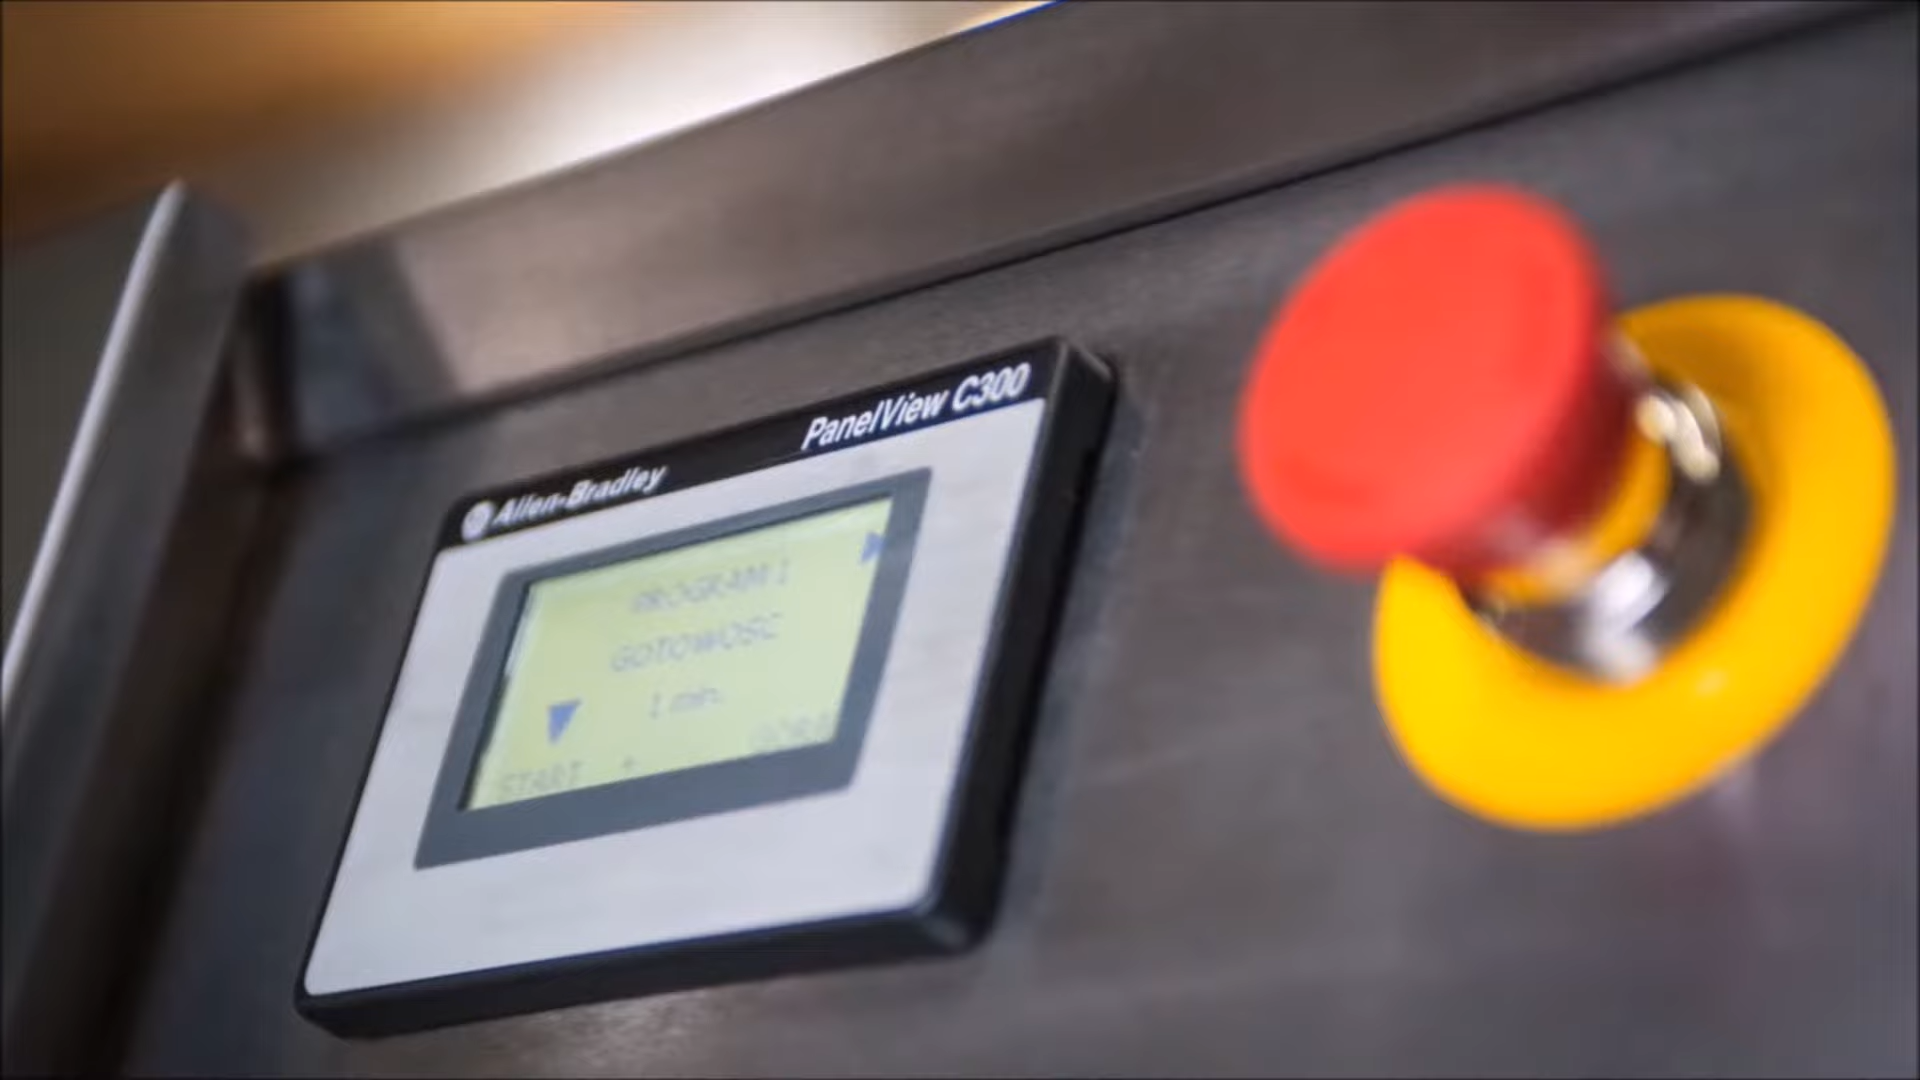 Allen-Bradley
PanelView C300
PROGRAM 1
GOTOWOSC
1 min.
START +